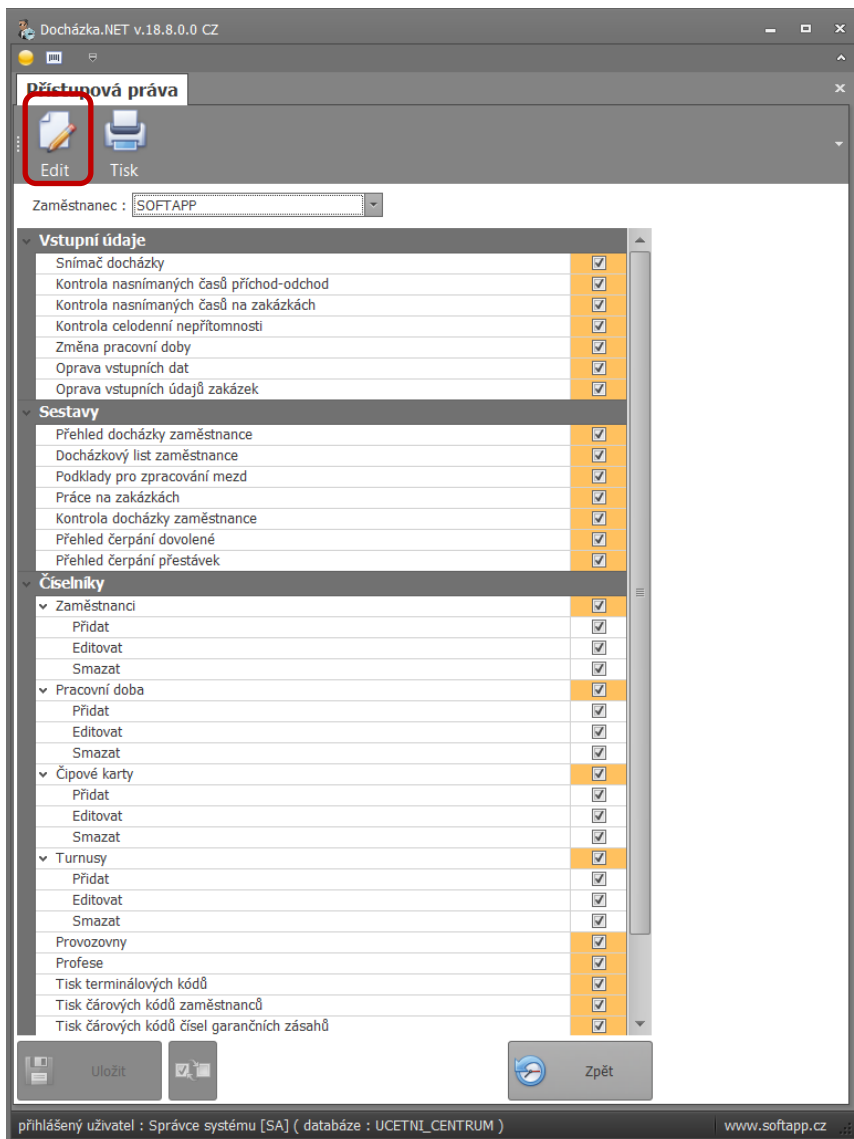 Docházka.NET v.18.8.0.0 CZ
Přístupová práva
Edit Tisk
Zaměstnanec : SOFTAPP
Vstupní údaje
Snímač docházky
Kontrola nasnímaných časů příchod-odchod
Kontrola nasnímaných časů na zakázkách
Kontrola celodenní nepřítomnosti
Změna pracovní doby
Oprava vstupních dat
Oprava vstupních údajů zakázek
Sestavy
Přehled docházky zaměstnance
Docházkový list zaměstnance
Podklady pro zpracování mezd
Práce na zakázkách
Kontrola docházky zaměstnance
Přehled čerpání dovolené
Přehled čerpání přestávek
Číselníky
Zaměstnanci
Přidat
Editovat
Smazat
Pracovní doba
Přidat
Editovat
Smazat
Čipové karty
Přidat
Editovat
Smazat
Turnusy
Přidat
Editovat
Smazat
Provozovny
Profese
Tisk terminálových kódů
Tisk čárových kódů zaměstnanců
Tisk čárových kódů čísel garančních zásahů
Uložit Zpět
přihlášený uživatel : Správce systému [SA] ( databáze : UCETNI_CENTRUM ) www.softapp.cz